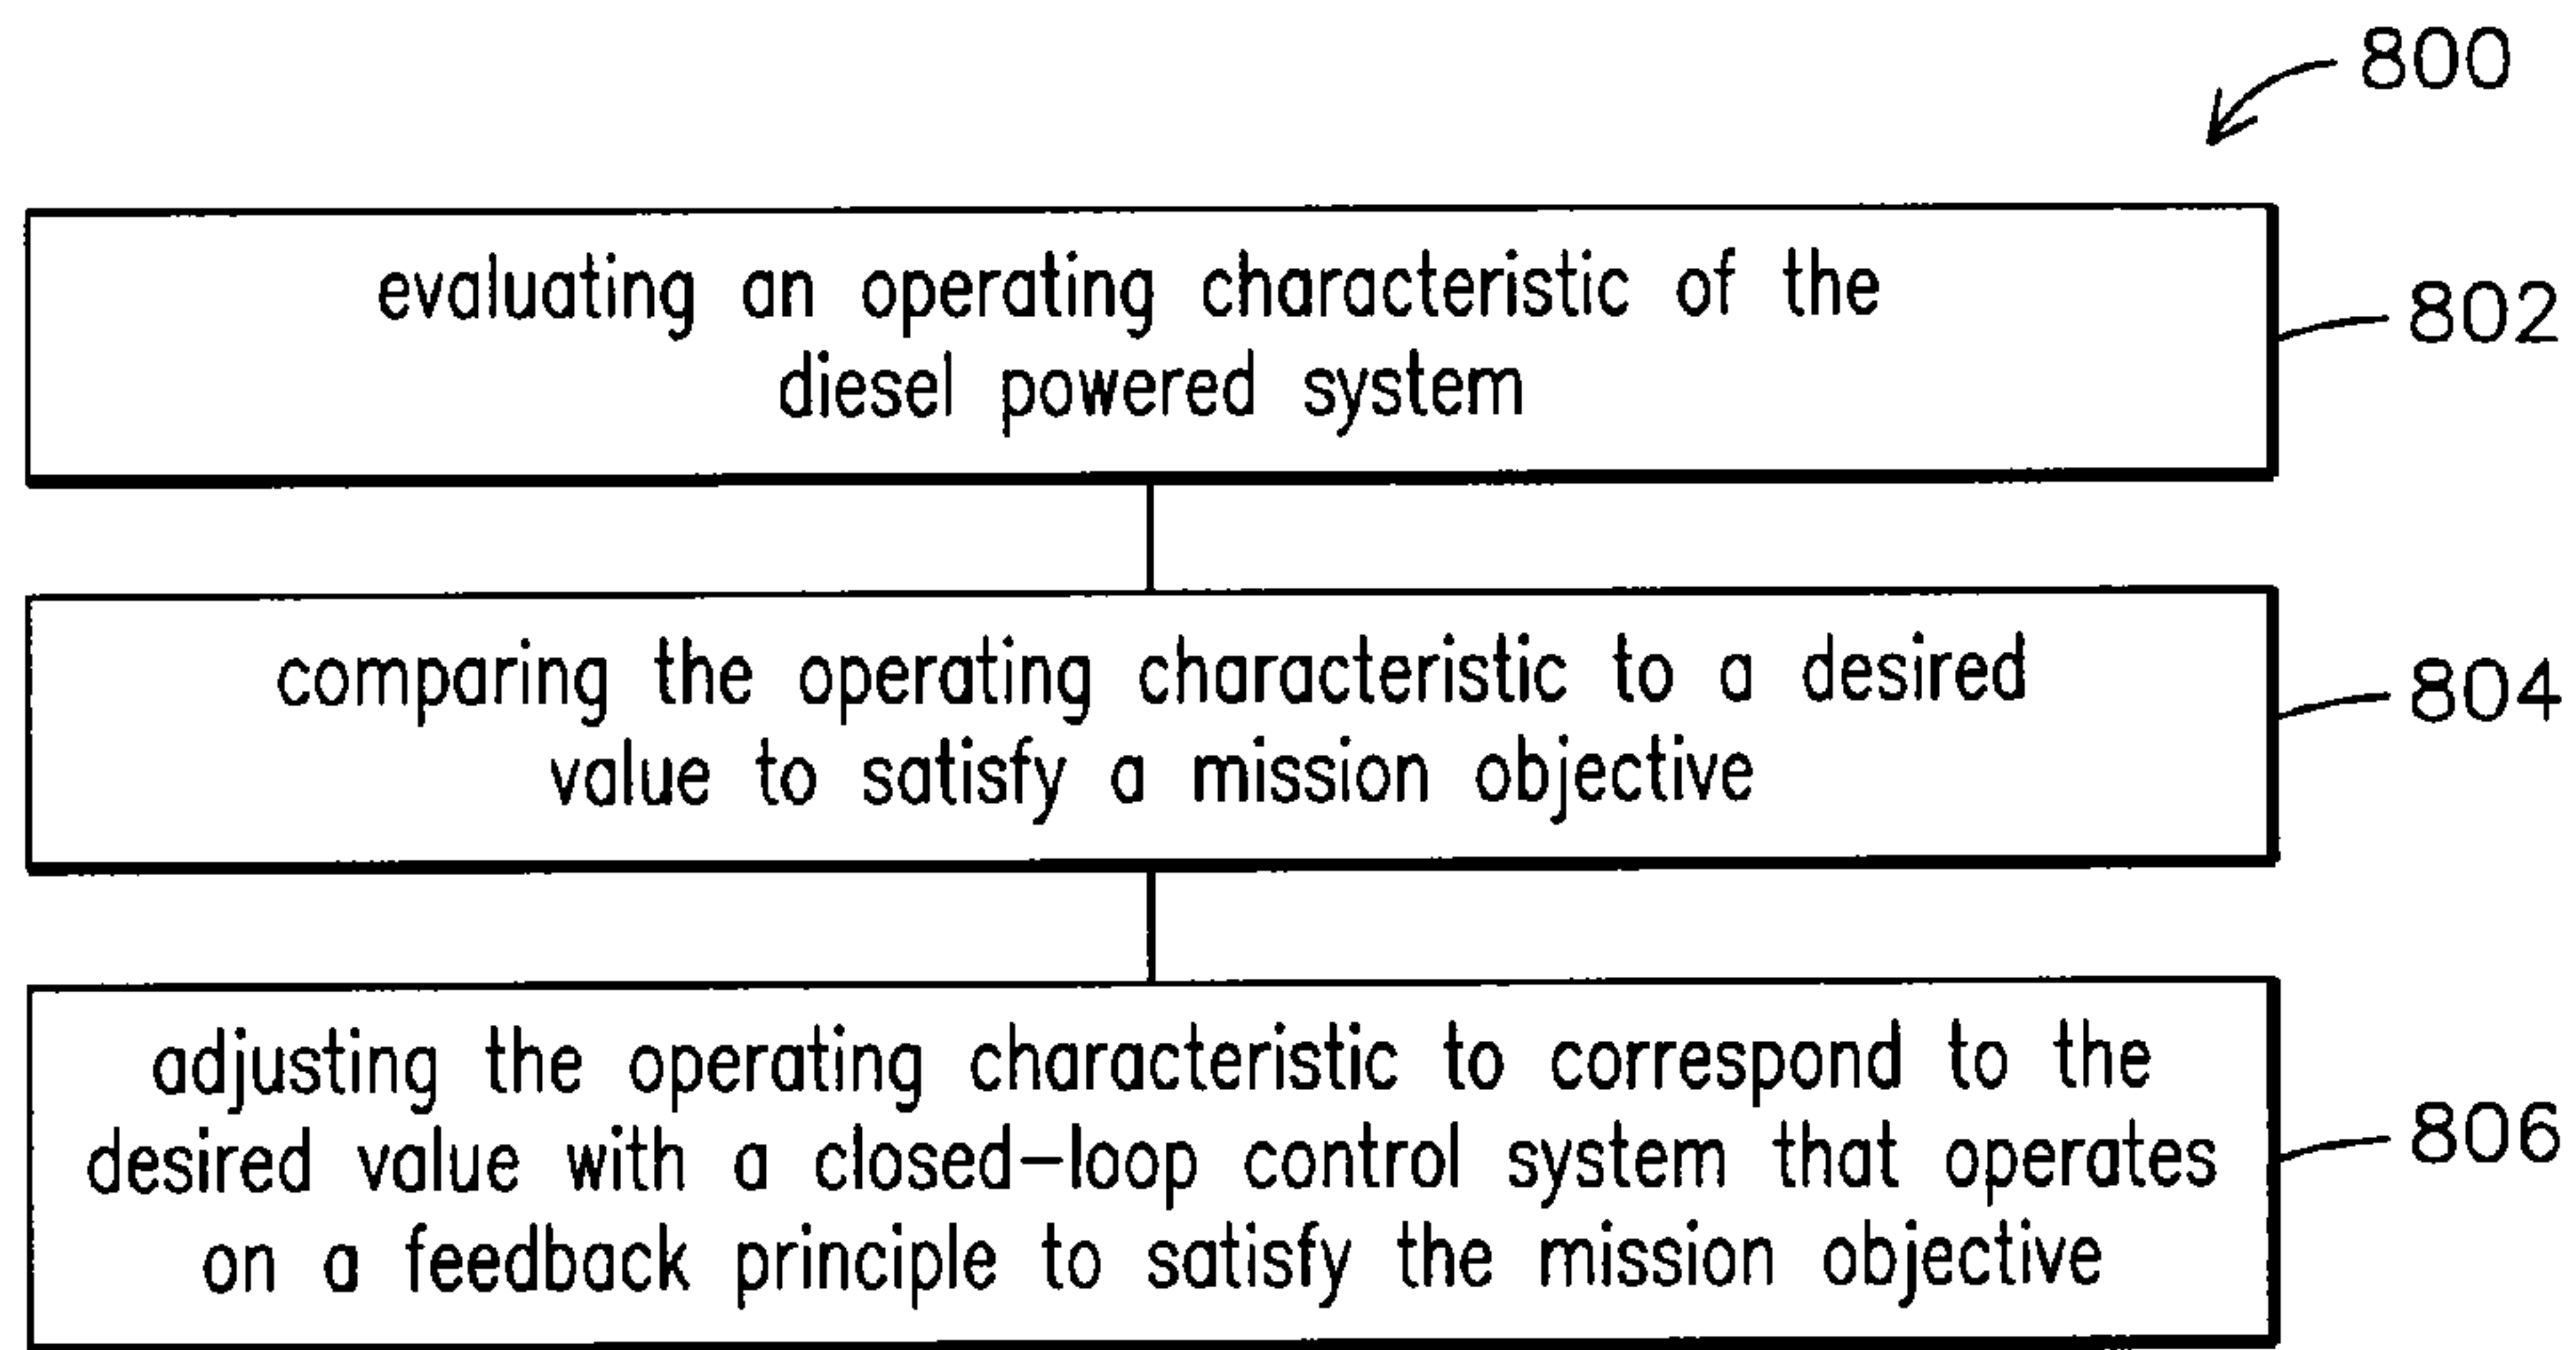 800
evaluating an operating characteristic of the
diesel powered system
802
comparing the operating characteristic to a desired
value to satisfy a mission objective
804
adjusting the operating characteristic to correspond to the
desired value with a closed-loop control system that operates
on a feedback principle to satisfy the mission objective
806